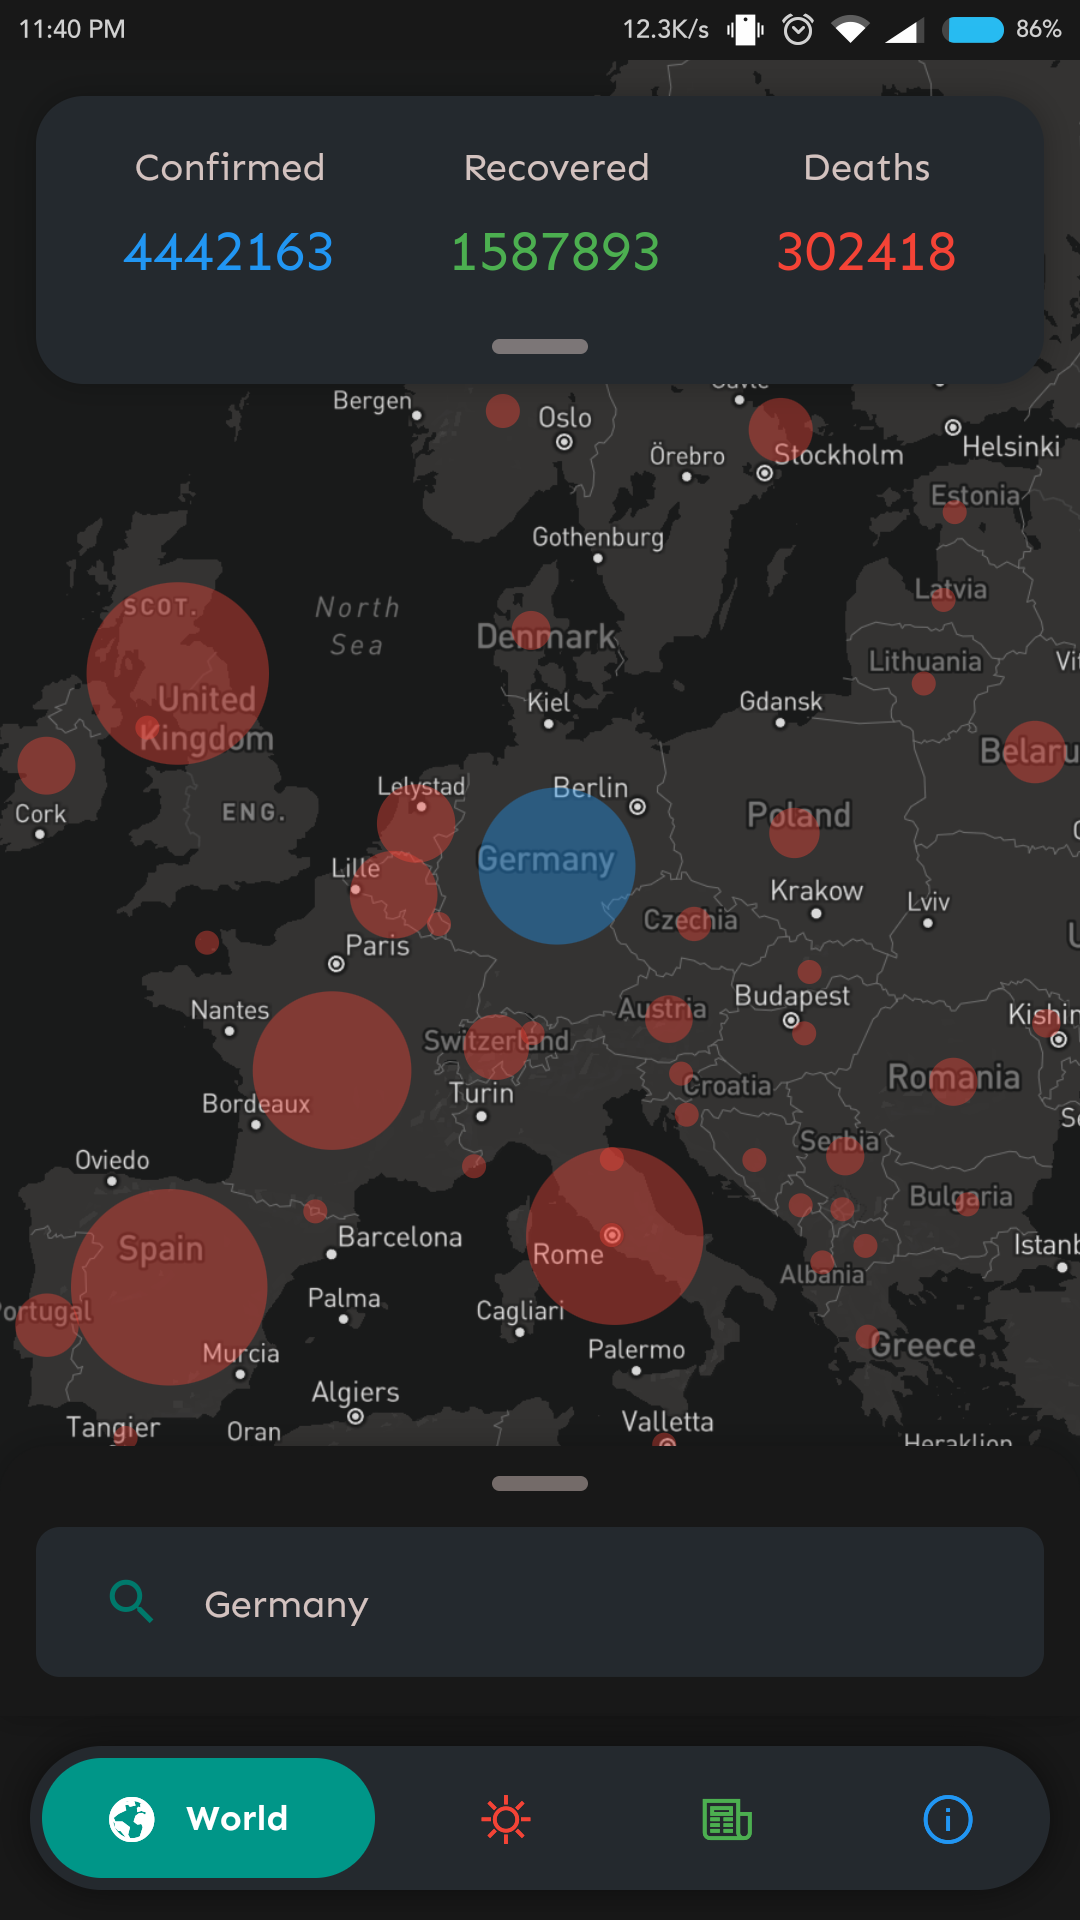 11:40 PM 12.3K/s 86%
Confirmed Recovered Deaths
4442163 1587893 302418
Bergen
Oslo
Helsinki
Örebro
Stockholm
Estonia
Gothenburg
Latvia
SCOT.
North
Sea
Denmark
Lithuania
United
Kingdom
Kiel
Gdansk
Belaru
Lelystad
Berlin
Cork
ENG.
Poland
Germany
Lille
Krakow
Lviv
Czechia
Paris
Nantes
Austria
Budapest
Kishin
Switzerland
Romania
Turin
Croatia
Bordeaux
Serbia
Oviedo
Bulgaria
Spain
Barcelona
Rome
Istanb
Albania
Palma
Cagliari
Portugal
Murcia
Palermo
Greece
Algiers
Tangier
Oran
Valletta
Heraklion
Germany
World